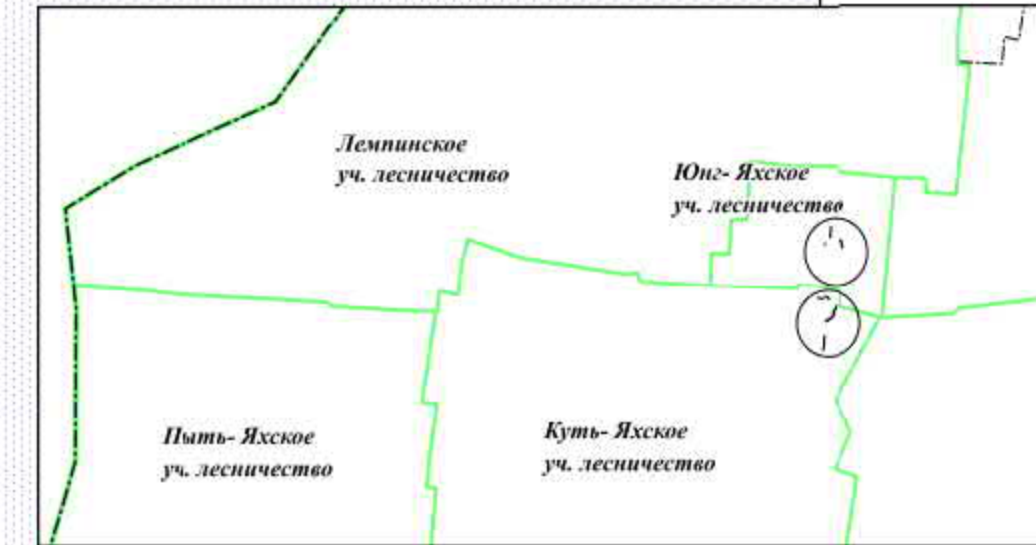 Лемпинское
уч. лесничество
Юнг- Яхское
уч. лесничество
Пыть- Яхское
уч. лесничество
Куть- Яхское
уч. лесничество